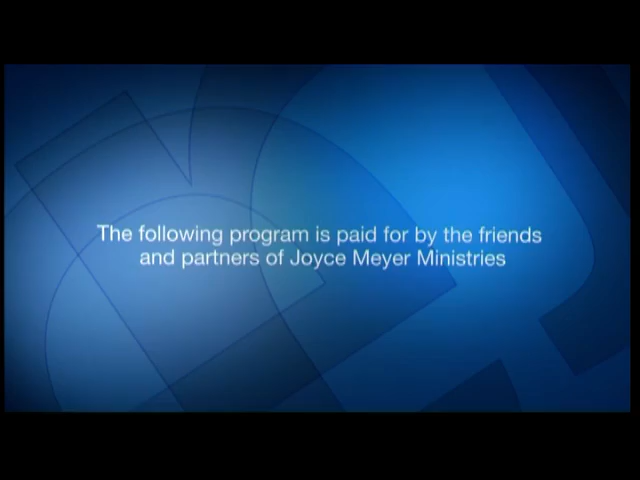 The following program is paid for by the friends
and partners of Joyce Meyer Ministries